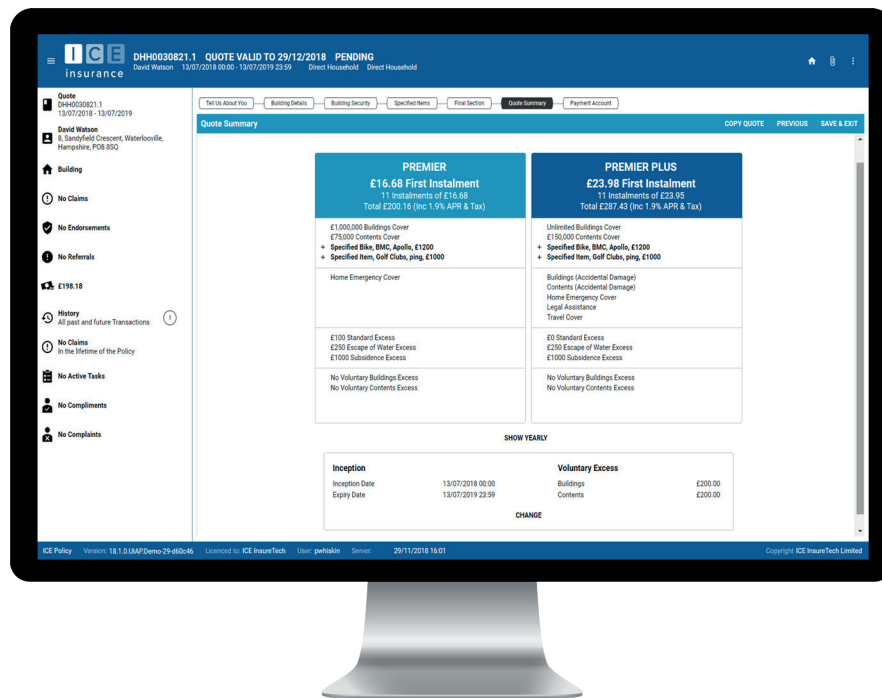 ICE
insurance
DHH0030821.1 QUOTE VALID TO 29/12/2018 PENDING
David Watson 13/07/2018 00:00 - 13/07/2019 23:59 Direct Household Direct Household
Quote
DHH0030821.1
13/07/2018 - 13/07/2019
David Watson
8, Sandyfield Crescent, Waterlooville,
Hampshire, PO8 8SQ
Building
No Claims
No Endorsements
No Referrals
£198.18
History
All past and future Transactions 1
No Claims
In the lifetime of the Policy
No Active Tasks
No Compliments
No Complaints
Tell Us About You Building Details Building Security Specified Items Final Section Quote Summary Payment Account
Quote Summary COPY QUOTE PREVIOUS SAVE & EXIT
PREMIER
£16.68 First Instalment
11 Instalments of £16.68
Total £200.16 (Inc 1.9% APR & Tax)
£1,000,000 Buildings Cover
£75,000 Contents Cover
+ Specified Bike, BMC, Apollo, £1200
+ Specified Item, Golf Clubs, ping, £1000
Home Emergency Cover
£100 Standard Excess
£250 Escape of Water Excess
£1000 Subsidence Excess
No Voluntary Buildings Excess
No Voluntary Contents Excess
PREMIER PLUS
£23.98 First Instalment
11 Instalments of £23.95
Total £287.43 (Inc 1.9% APR & Tax)
Unlimited Buildings Cover
£150,000 Contents Cover
+ Specified Bike, BMC, Apollo, £1200
+ Specified Item, Golf Clubs, ping, £1000
Buildings (Accidental Damage)
Contents (Accidental Damage)
Home Emergency Cover
Legal Assistance
Travel Cover
£0 Standard Excess
£250 Escape of Water Excess
£1000 Subsidence Excess
No Voluntary Buildings Excess
No Voluntary Contents Excess
SHOW YEARLY
Inception
Inception Date 13/07/2018 00:00
Expiry Date 13/07/2019 23:59
Voluntary Excess
Buildings £200.00
Contents £200.00
CHANGE
ICE Policy Version: 18.1.0.UIAP.Demo-29-d60c46 Licenced to: ICE InsureTech User: pwhiskin Server: 29/11/2018 16:01 Copyright ICE InsureTech Limited